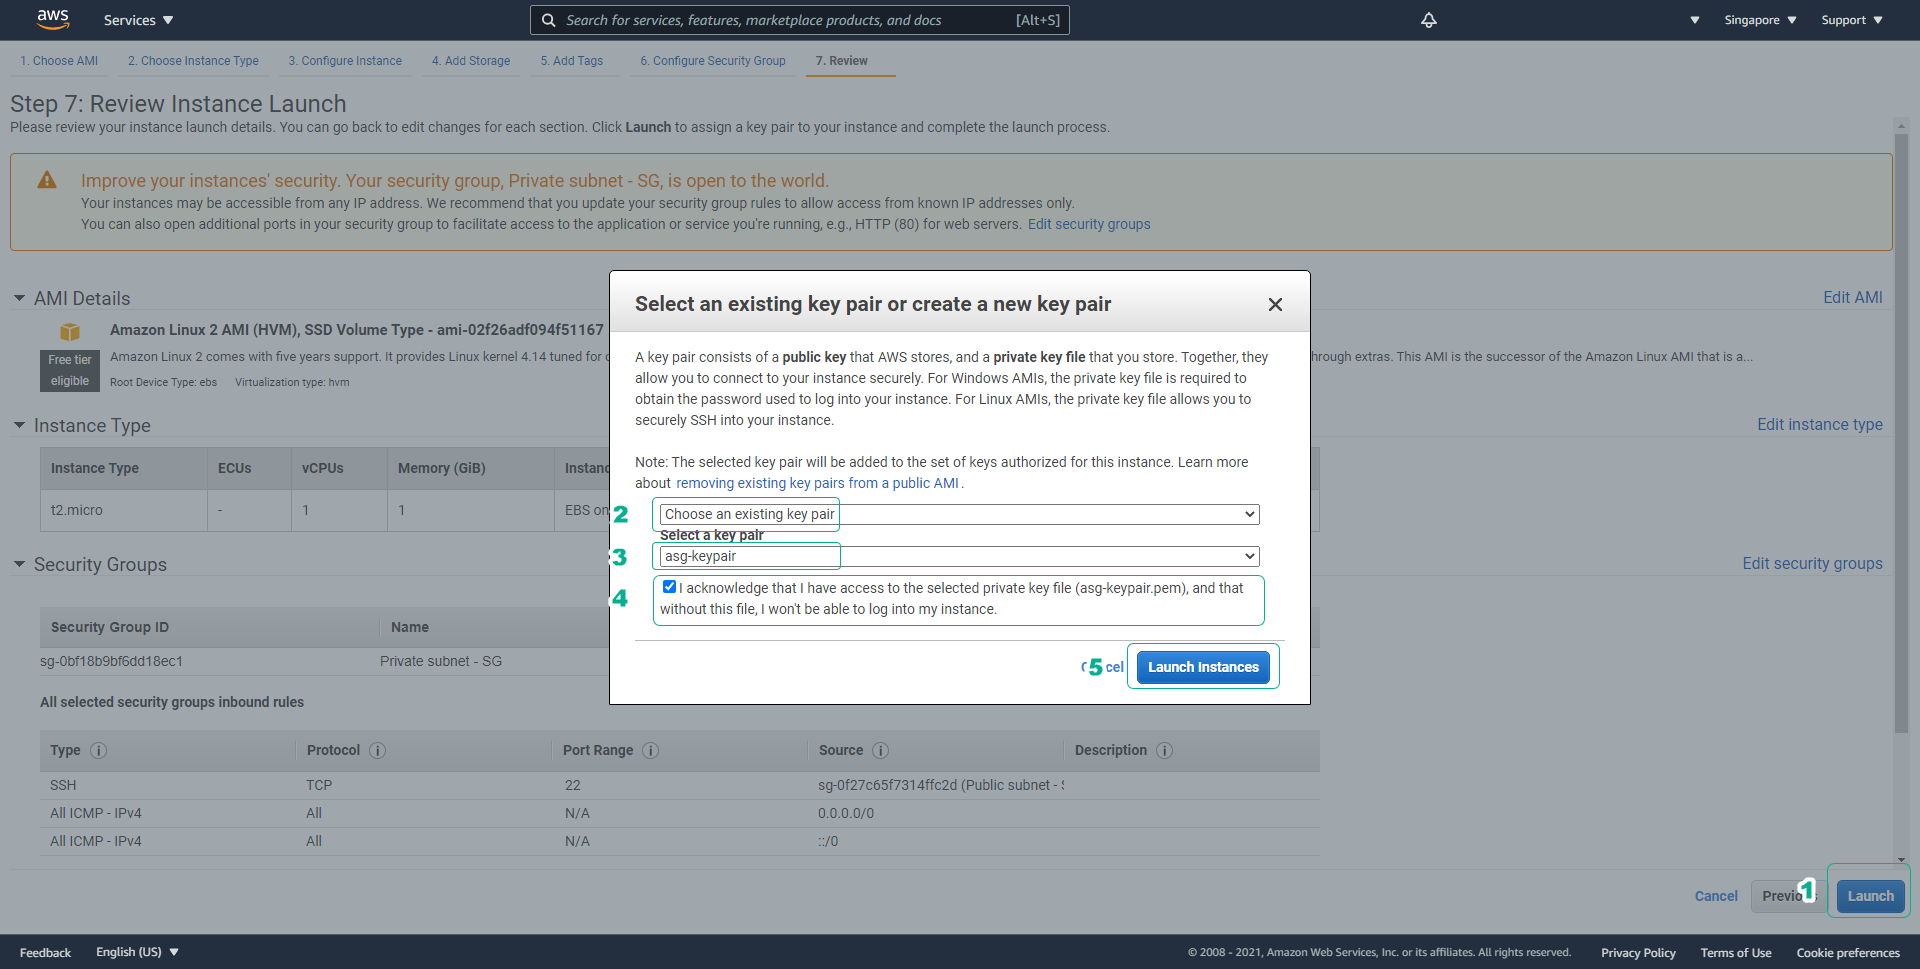 aws
Services
Search for services, features, marketplace products, and docs [Alt+S]
Singapore
Support
1. Choose AMI
2. Choose Instance Type
3. Configure Instance
4. Add Storage
5. Add Tags
6. Configure Security Group
7. Review
Step 7: Review Instance Launch
Please review your instance launch details. You can go back to edit changes for each section. Click Launch to assign a key pair to your instance and complete the launch process.
Improve your instances' security. Your security group, Private subnet - SG, is open to the world.
Your instances may be accessible from any IP address. We recommend that you update your security group rules to allow access from known IP addresses only.
You can also open additional ports in your security group to facilitate access to the application or service you're running, e.g., HTTP (80) for web servers. Edit security groups
AMI Details
Edit AMI
Amazon Linux 2 AMI (HVM), SSD Volume Type - ami-02f26adf094f51167
Free tier
eligible
Amazon Linux 2 comes with five years support. It provides Linux kernel 4.14 tuned for
hrough extras. This AMI is the successor of the Amazon Linux AMI that is a...
Root Device Type: ebs Virtualization type: hvm
Instance Type
Edit instance type
Instance Type ECUs vCPUs Memory (GiB) Instanc
t2.micro - 1 1 EBS on
Security Groups
Edit security groups
Security Group ID Name
sg-0bf18b9bf6dd18ec1 Private subnet - SG
All selected security groups inbound rules
Type Protocol Port Range Source Description
SSH TCP 22 sg-0f27c65f7314ffc2d (Public subnet - S
All ICMP - IPv4 All N/A 0.0.0.0/0
All ICMP - IPv4 All N/A ::/0
Select an existing key pair or create a new key pair
A key pair consists of a public key that AWS stores, and a private key file that you store. Together, they
allow you to connect to your instance securely. For Windows AMIs, the private key file is required to
obtain the password used to log into your instance. For Linux AMIs, the private key file allows you to
securely SSH into your instance.
Note: The selected key pair will be added to the set of keys authorized for this instance. Learn more
about removing existing key pairs from a public AMI .
2 Choose an existing key pair
Select a key pair
3 asg-keypair
4 I acknowledge that I have access to the selected private key file (asg-keypair.pem), and that
without this file, I won't be able to log into my instance.
5 cel
Launch Instances
Cancel
Previo
1
Launch
Feedback
English (US)
© 2008 - 2021, Amazon Web Services, Inc. or its affiliates. All rights reserved.
Privacy Policy
Terms of Use
Cookie preferences